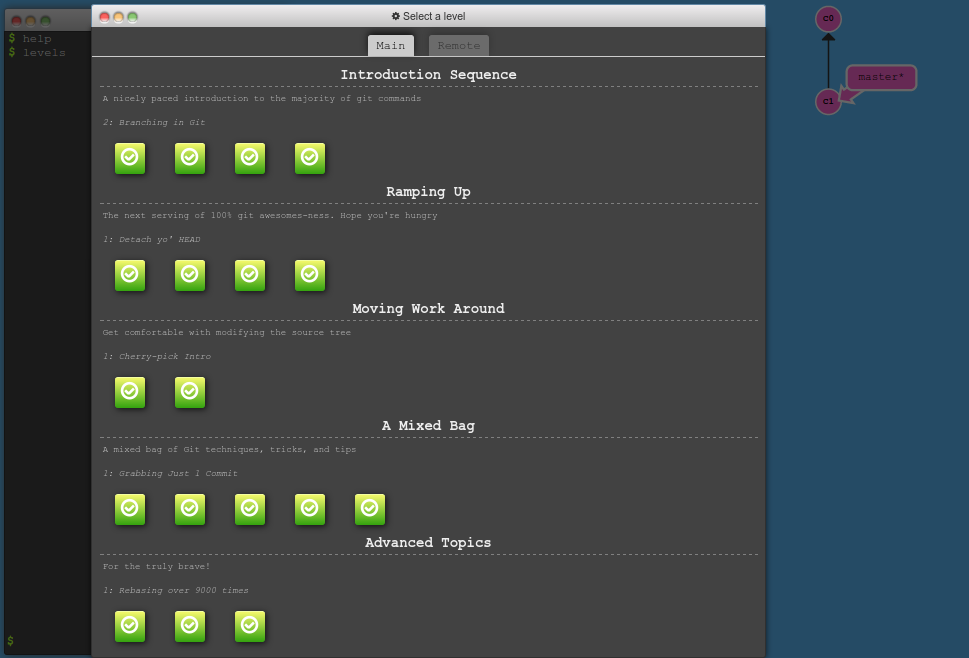 Select a level
$ help
$ levels
Main
Remote
Introduction Sequence
A nicely paced introduction to the majority of git commands
2: Branching in Git
Ramping Up
The next serving of 100% git awesomes-ness. Hope you're hungry
1: Detach yo' HEAD
Moving Work Around
Get comfortable with modifying the source tree
1: Cherry-pick Intro
A Mixed Bag
A mixed bag of Git techniques, tricks, and tips
1: Grabbing Just 1 Commit
Advanced Topics
For the truly brave!
1: Rebasing over 9000 times
$
c0
master*
c1